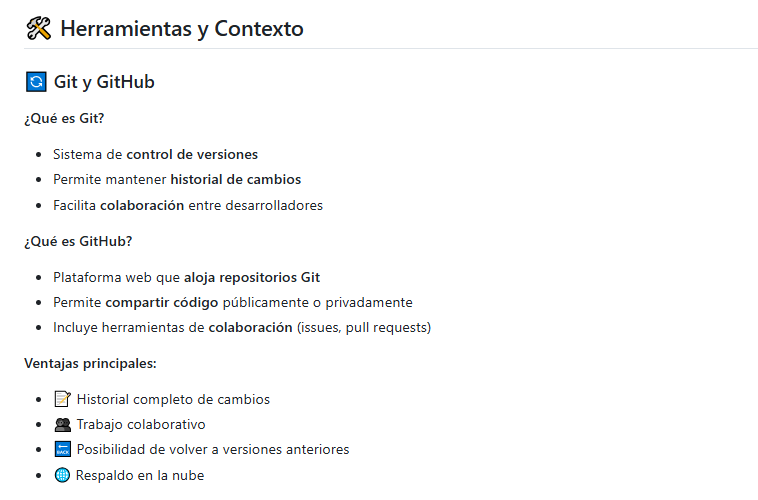 🛠️ Herramientas y Contexto
🔄 Git y GitHub
¿Qué es Git?
• Sistema de control de versiones
• Permite mantener historial de cambios
• Facilita colaboración entre desarrolladores
¿Qué es GitHub?
• Plataforma web que aloja repositorios Git
• Permite compartir código públicamente o privadamente
• Incluye herramientas de colaboración (issues, pull requests)
Ventajas principales:
• 📝 Historial completo de cambios
• 👥 Trabajo colaborativo
• 🔙 Posibilidad de volver a versiones anteriores
• 🌐 Respaldo en la nube